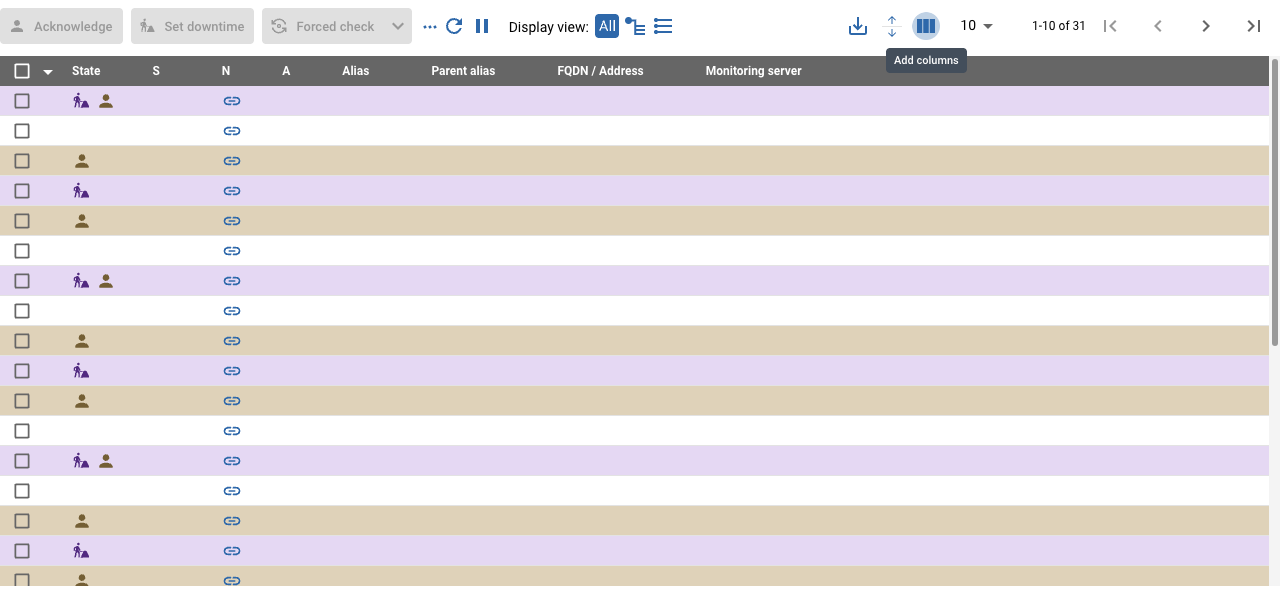 Acknowledge Set downtime Forced check Display view: All 10 1-10 of 31
Add columns
State S N A Alias Parent alias FQDN / Address Monitoring server